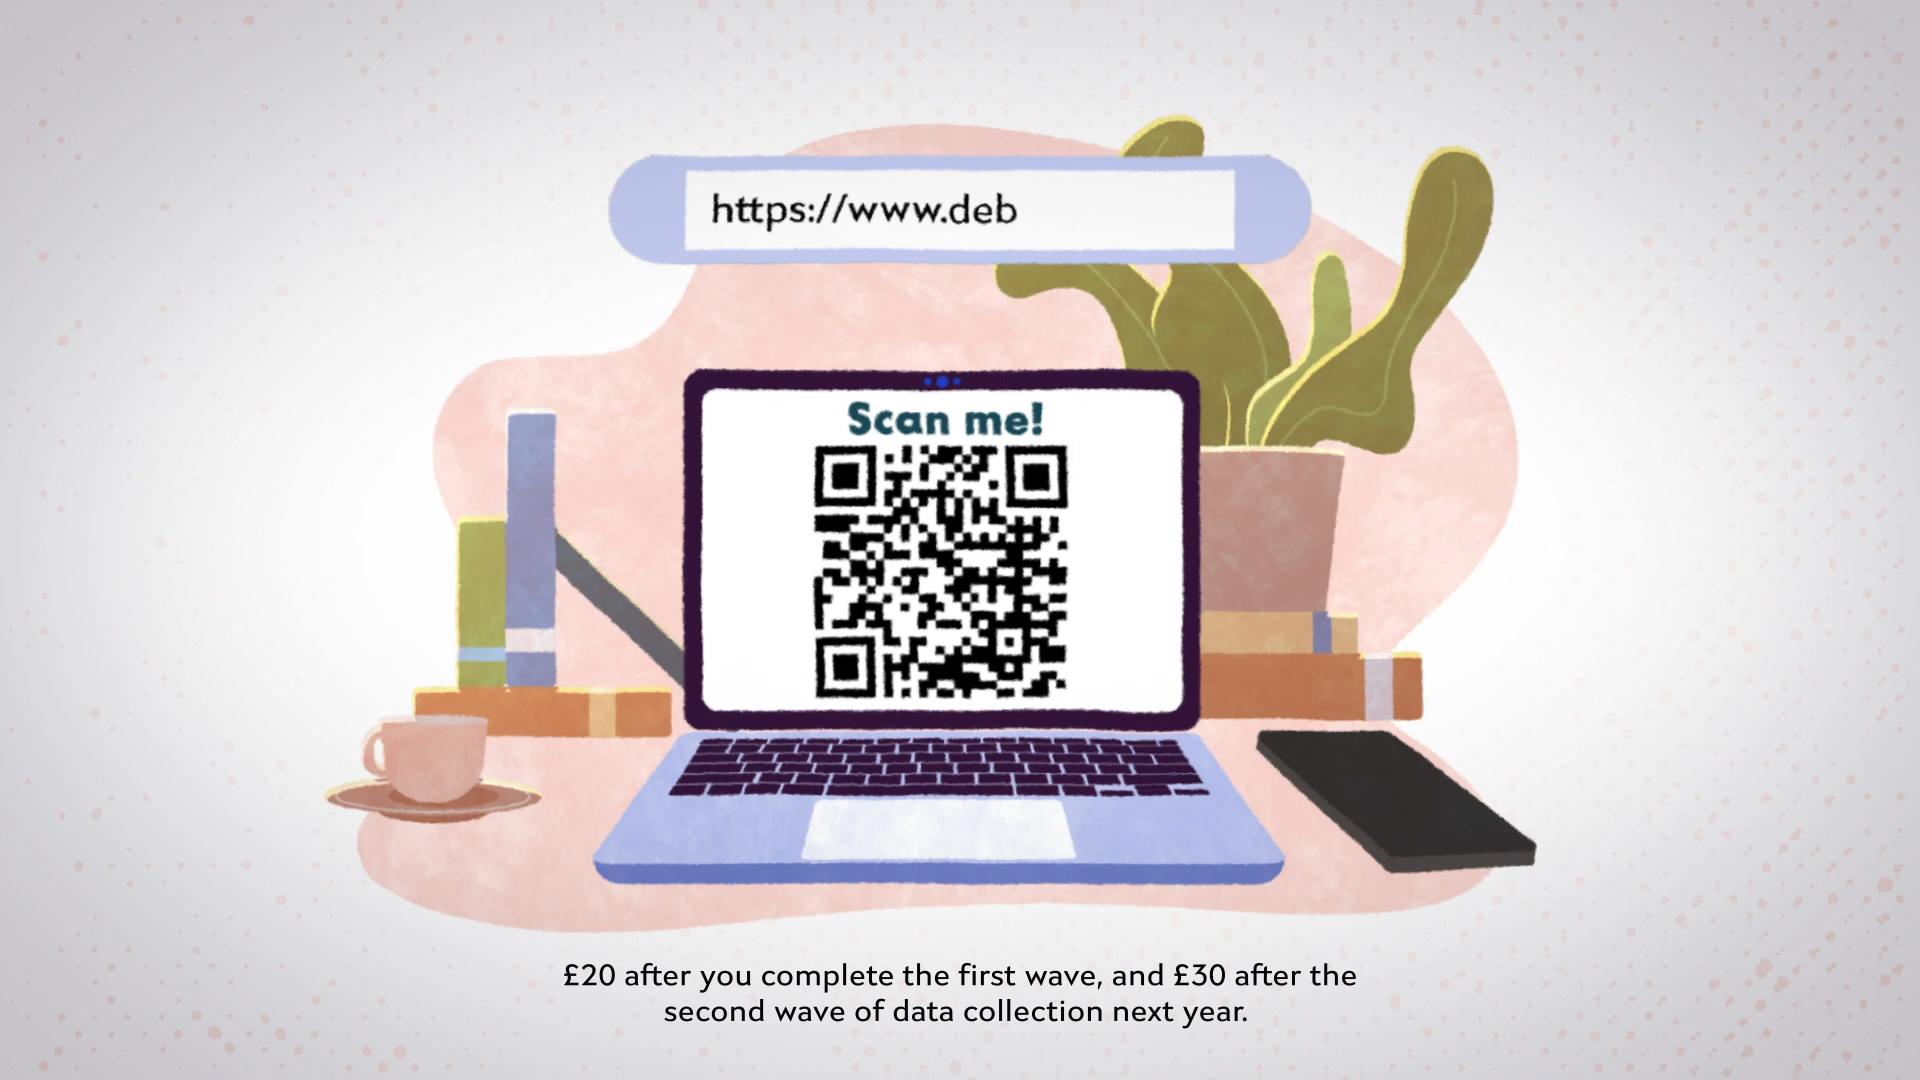 https://www.deb
Scan me!
£20 after you complete the first wave, and £30 after the
second wave of data collection next year.